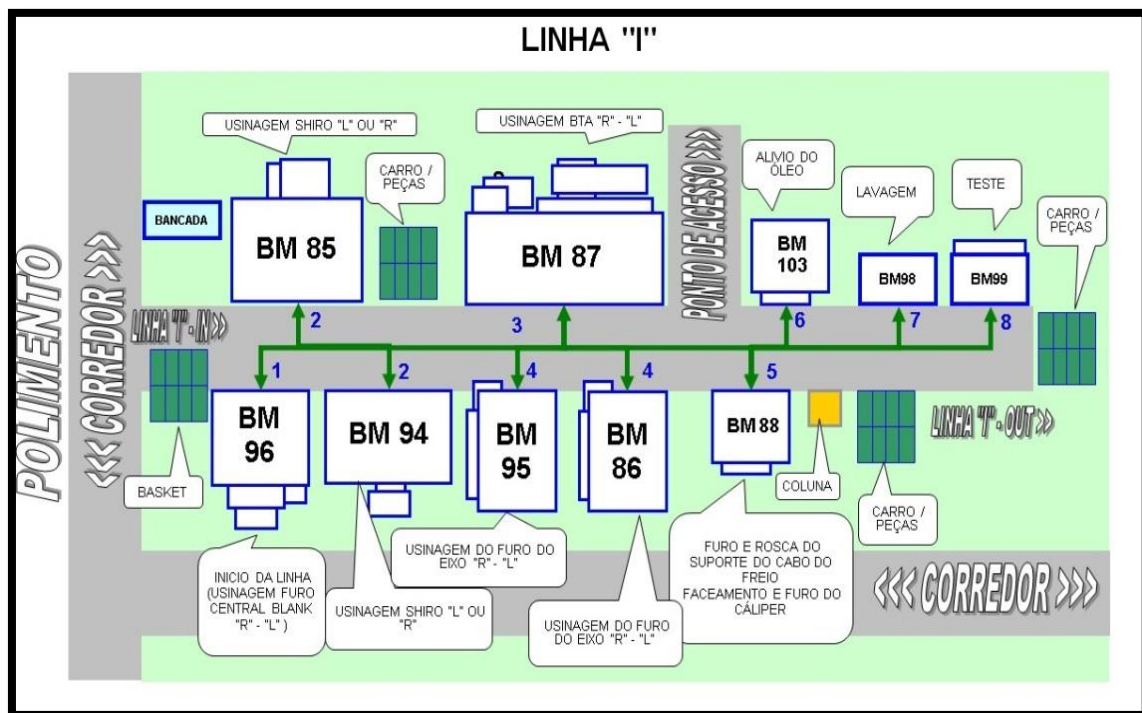 LINHA "I"
USINAGEM SHIRO "L" OU "R"
CARRO /
PEÇAS
USINAGEM BTA "R" - "L"
PONTO DE ACESSO >>>
ALIVIO DO
ÓLEO
LAVAGEM
TESTE
CARRO /
PEÇAS
BANCADA
BM 85
BM 87
BM
103
BM98
BM99
POLIMENTO
<<< CORREDOR >>>
LINHA "I" - IN >>
2
3
6
7
8
1
2
4
4
5
BM
96
BM 94
BM
95
BM
86
BM 88
LINHA "I" - OUT >>
BASKET
COLUNA
CARRO /
PEÇAS
INICIO DA LINHA
(USINAGEM FURO
CENTRAL BLANK
"R" - "L" )
USINAGEM SHIRO "L" OU
"R"
USINAGEM DO FURO DO
EIXO "R" - "L"
USINAGEM DO FURO
DO EIXO "R" - "L"
FURO E ROSCA DO
SUPORTE DO CABO DO
FREIO
FACEAMENTO E FURO DO
CÁLIPER
<<< CORREDOR >>>